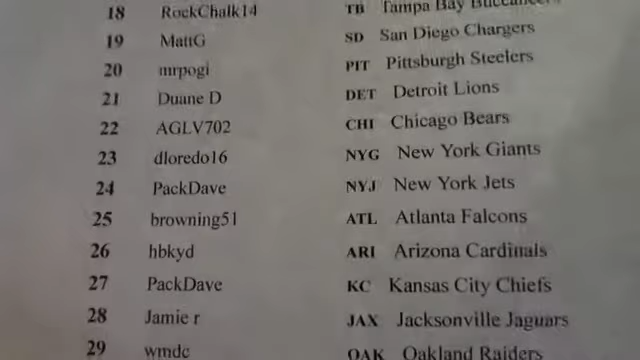 18 RockChalk14 TB Tampa Bay Buccaneers
19 MattG SD San Diego Chargers
20 mrpogi PIT Pittsburgh Steelers
21 Duane D DET Detroit Lions
22 AGLV702 CHI Chicago Bears
23 dloredo16 NYG New York Giants
24 PackDave NYJ New York Jets
25 browning51 ATL Atlanta Falcons
26 hbkyd ARI Arizona Cardinals
27 PackDave KC Kansas City Chiefs
28 Jamie r JAX Jacksonville Jaguars
29 wmdc OAK Oakland Raiders